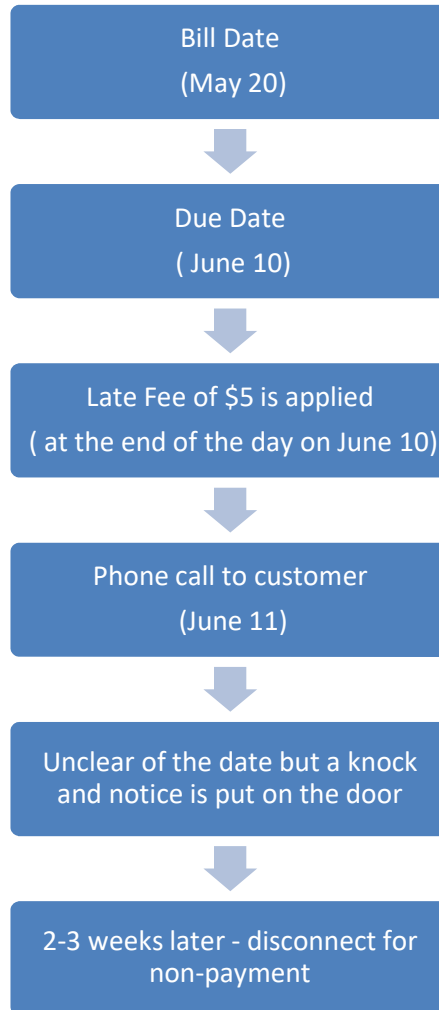 Bill Date
(May 20)
Due Date
( June 10)
Late Fee of $5 is applied
( at the end of the day on June 10)
Phone call to customer
(June 11)
Unclear of the date but a knock
and notice is put on the door
2-3 weeks later - disconnect for
non-payment